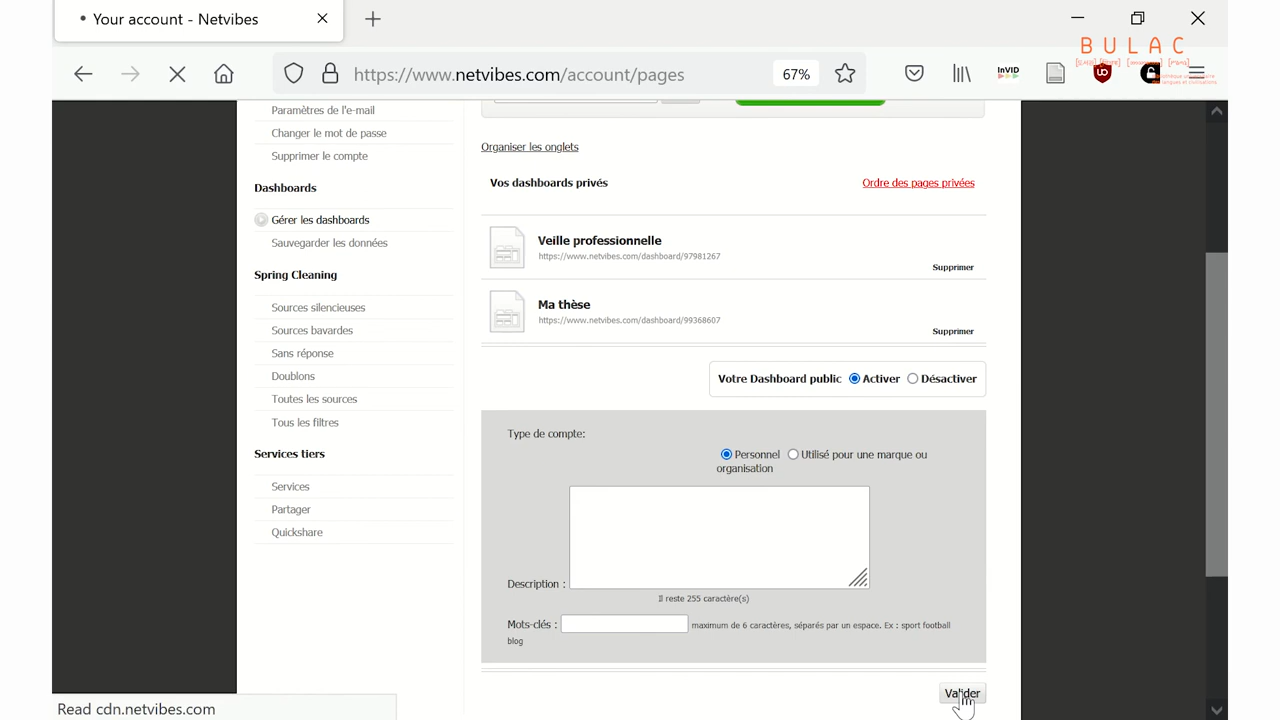 Your account - Netvibes
BULAC
https://www.netvibes.com/account/pages
67%
InVID
Paramètres de l'e-mail
Changer le mot de passe
Supprimer le compte
Dashboards
Gérer les dashboards
Sauvegarder les données
Spring Cleaning
Sources silencieuses
Sources bavardes
Sans réponse
Doublons
Toutes les sources
Tous les filtres
Services tiers
Services
Partager
Quickshare
Organiser les onglets
Vos dashboards privés
Ordre des pages privées
Veille professionnelle
https://www.netvibes.com/dashboard/97981267
Supprimer
Ma thèse
https://www.netvibes.com/dashboard/99368607
Supprimer
Votre Dashboard public Activer Désactiver
Type de compte:
Personnel Utilisé pour une marque ou
organisation
Description :
Il reste 255 caractère(s)
Mots-clés : maximum de 6 caractères, séparés par un espace. Ex : sport football
blog
Valider
Read cdn.netvibes.com